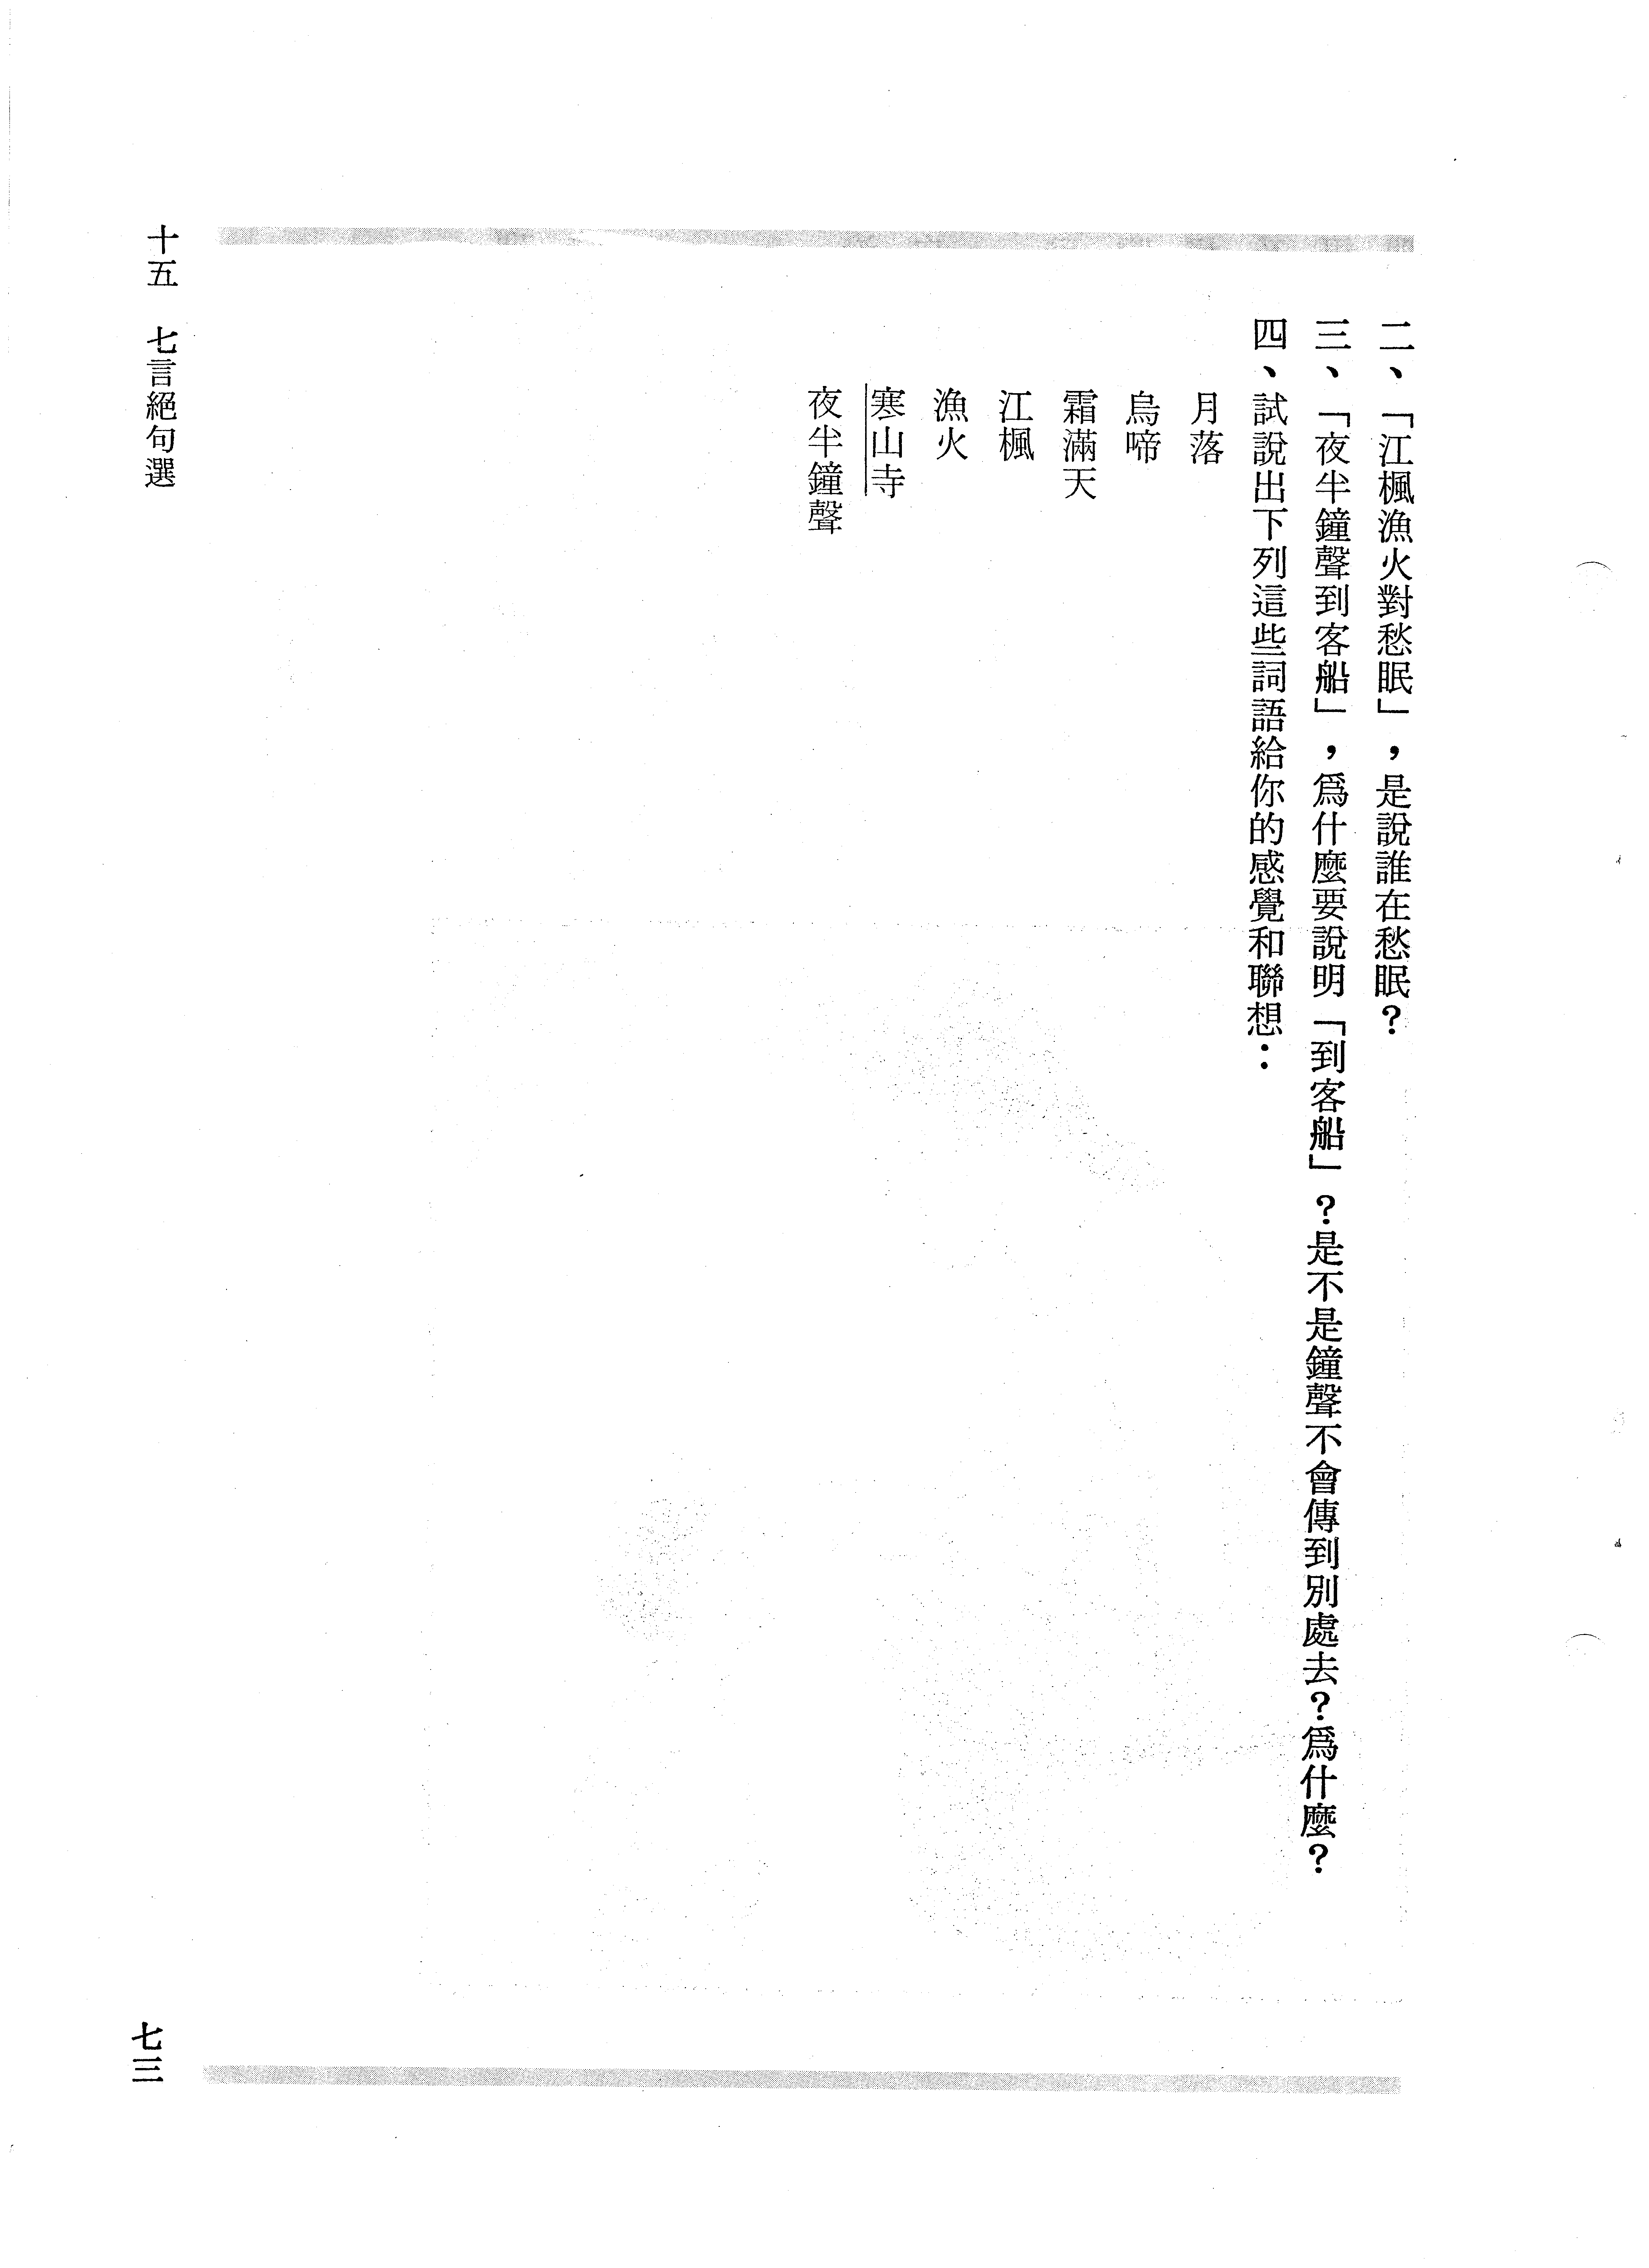 二、「江楓漁火對愁眠」，是說誰在愁眠？
三、「夜半鐘聲到客船」，爲什麼要說明「到客船」？是不是鐘聲不會傳到別處去？爲什麼？
四、試說出下列這些詞語給你的感覺和聯想：
月落
烏啼
霜滿天
江楓
漁火
寒山寺
夜半鐘聲
十五　七言絕句選
七三